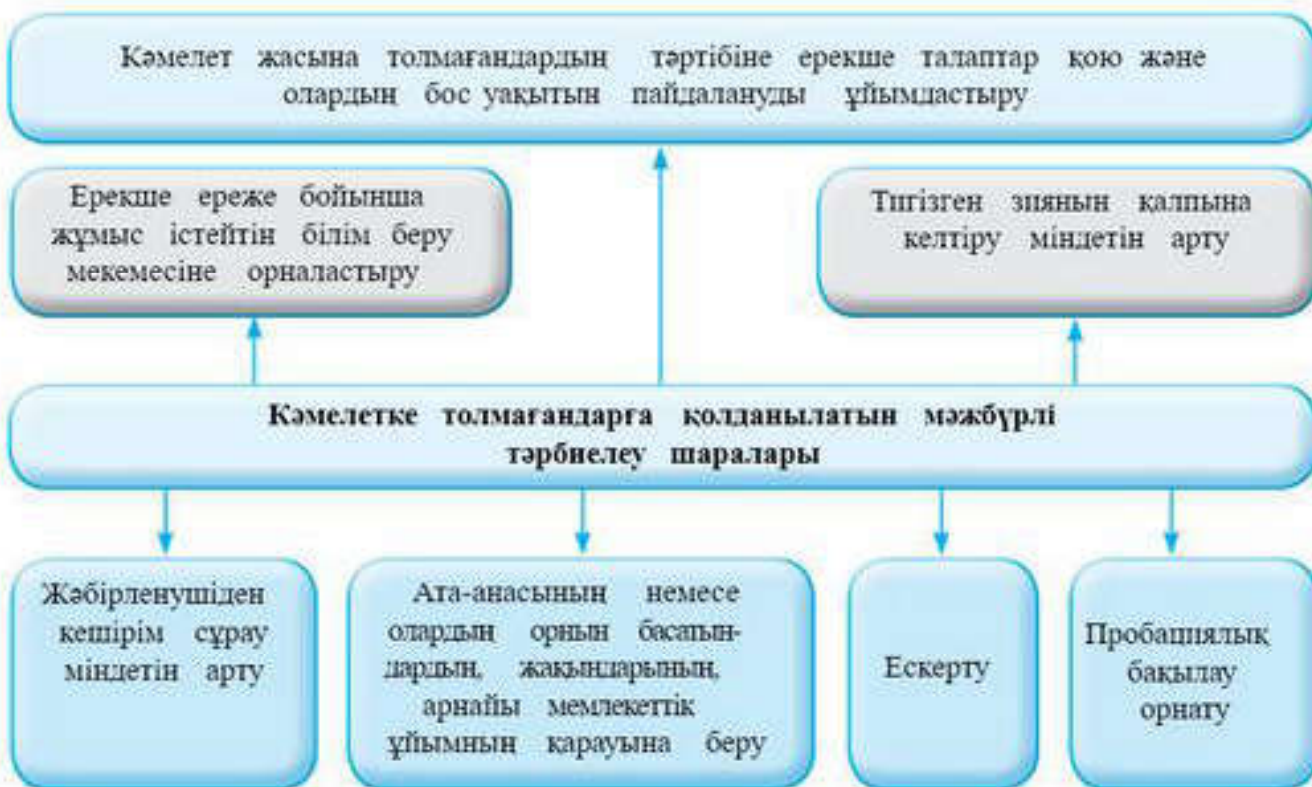 Кәмелет жасына толмағандардың тәртібіне ерекше талаптар қою және
олардың бос уақытын пайдалануды ұйымдастыру
Ерекше ереже бойынша
жұмыс істейтін білім беру
мекемесіне орналастыру
Тигізген зиянын қалпына
келтіру міндетін арту
Кәмелетке толмағандарға қолданылатын мәжбүрлі
тәрбиелеу шаралары
Жәбірленушіден
кешірім сұрау
міндетін арту
Ата-анасының немесе
олардың орнын басатын-
дардың, жақындарының,
арнайы мемлекеттік
ұйымның қарауына беру
Ескерту
Пробациялық
бақылау
орнату